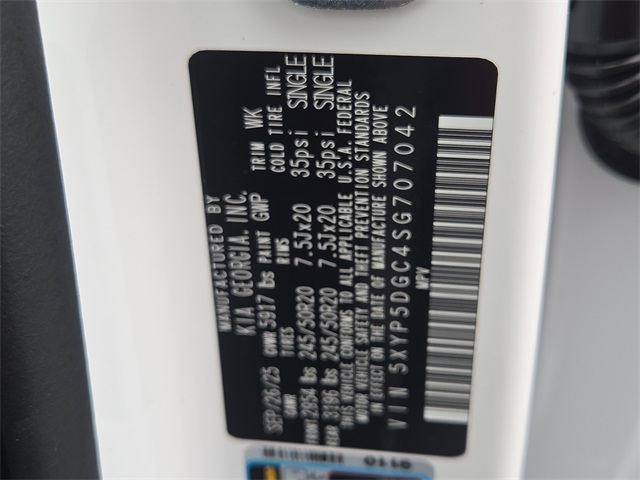 MANUFACTURED BY
KIA GEORGIA, INC.
SEP/26/25 GVWR 5917 lbs PAINT GWP TRIM WK
GAWR TIRES RIMS COLD TIRE INFL
FRONT 2954 lbs 245/50R20 7.5Jx20 35psi SINGLE
REAR 3196 lbs 245/50R20 7.5Jx20 35psi SINGLE
THIS VEHICLE CONFORMS TO ALL APPLICABLE U.S.A. FEDERAL
MOTOR VEHICLE SAFETY AND THEFT PREVENTION STANDARDS
IN EFFECT ON THE DATE OF MANUFACTURE SHOWN ABOVE
VIN 5XYP5DGC4SG707042
MPV
0110